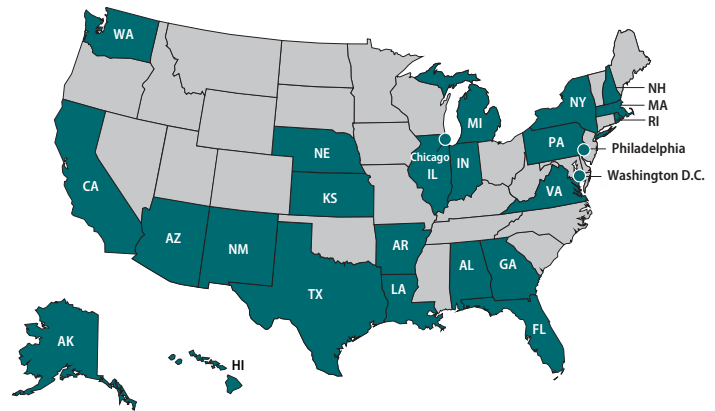 WA
NH
NY
MA
MI
RI
PA
Philadelphia
NE
Chicago
IN
IL
Washington D.C.
CA
KS
VA
AZ
NM
AR
AL
GA
LA
TX
FL
AK
HI